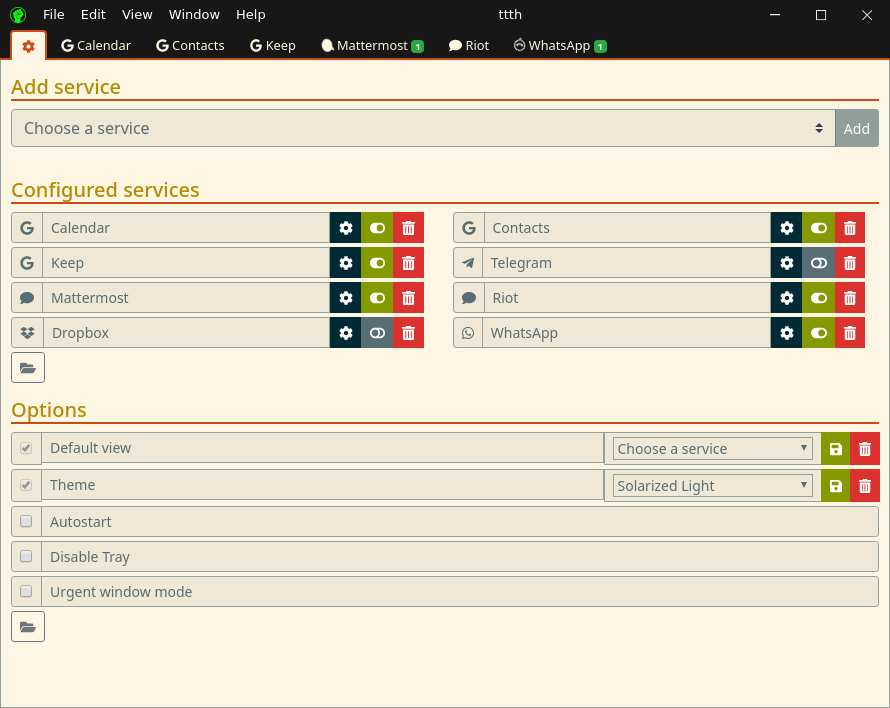 File Edit View Window Help ttth
Calendar Contacts Keep Mattermost 1 Riot WhatsApp 1
Add service
Choose a service Add
Configured services
Calendar Contacts
Keep Telegram
Mattermost Riot
Dropbox WhatsApp
Options
Default view Choose a service
Theme Solarized Light
Autostart
Disable Tray
Urgent window mode